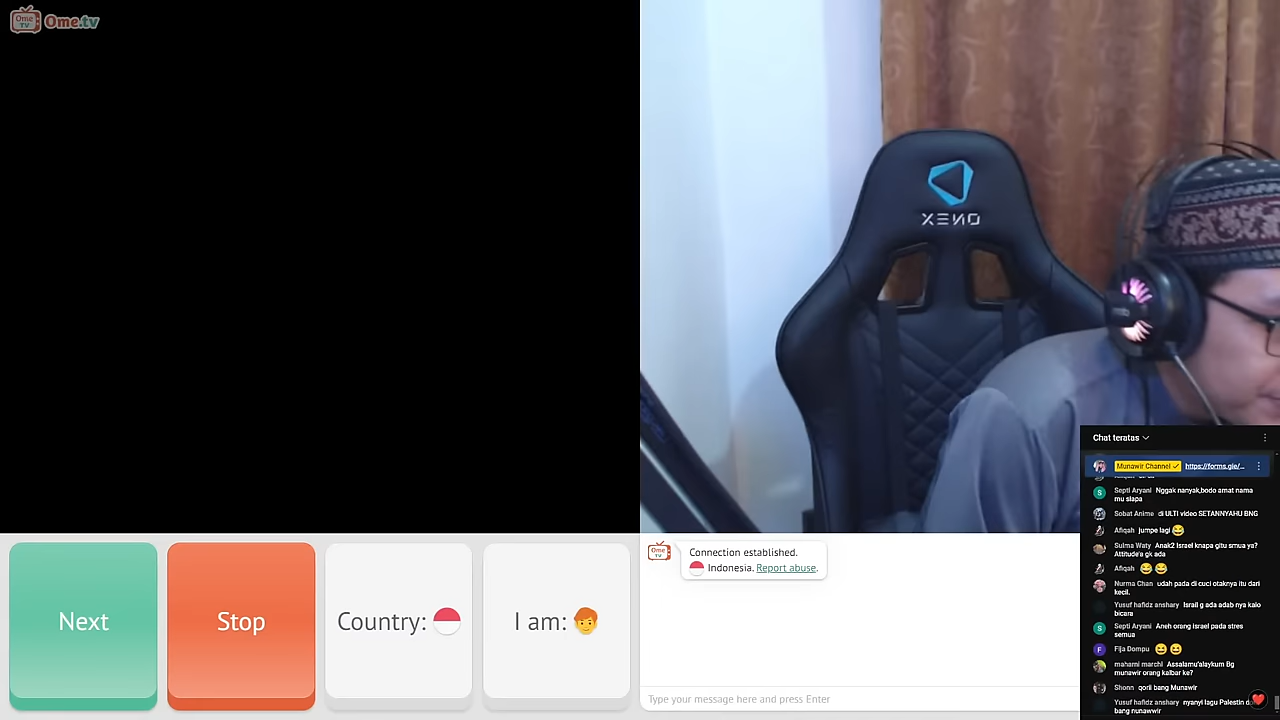 Ome TV Ome.tv
XENO
Next
Stop
Country:
I am:
Ome TV
Connection established.
Indonesia. Report abuse.
Type your message here and press Enter
Chat teratas
Munawir Channel https://forms.gle/...
Septi Aryani Nggak nanyak,bodo amat nama
mu siapa
Sobat Anime di ULTI video SETANNYAHU BNG
Afiqah jumpe lagi 😂
Sulma Waty Anak2 Israel knapa gitu smua ya?
Attitude'a gk ada
Afiqah 😂 😂
Nurma Chan udah pada di cuci otaknya itu dari
kecil.
Yusuf hafidz anshary Israil g ada adab nya kalo
bicara
Septi Aryani Aneh orang israel pada stres
semua
Fija Dompu 😆 😆
maharni marchl Assalamu'alaykum Bg
munawir orang kalbar ke?
Shonn qorii bang Munawir
Yusuf hafidz anshary nyanyi lagu Palestin
bang nunawwir